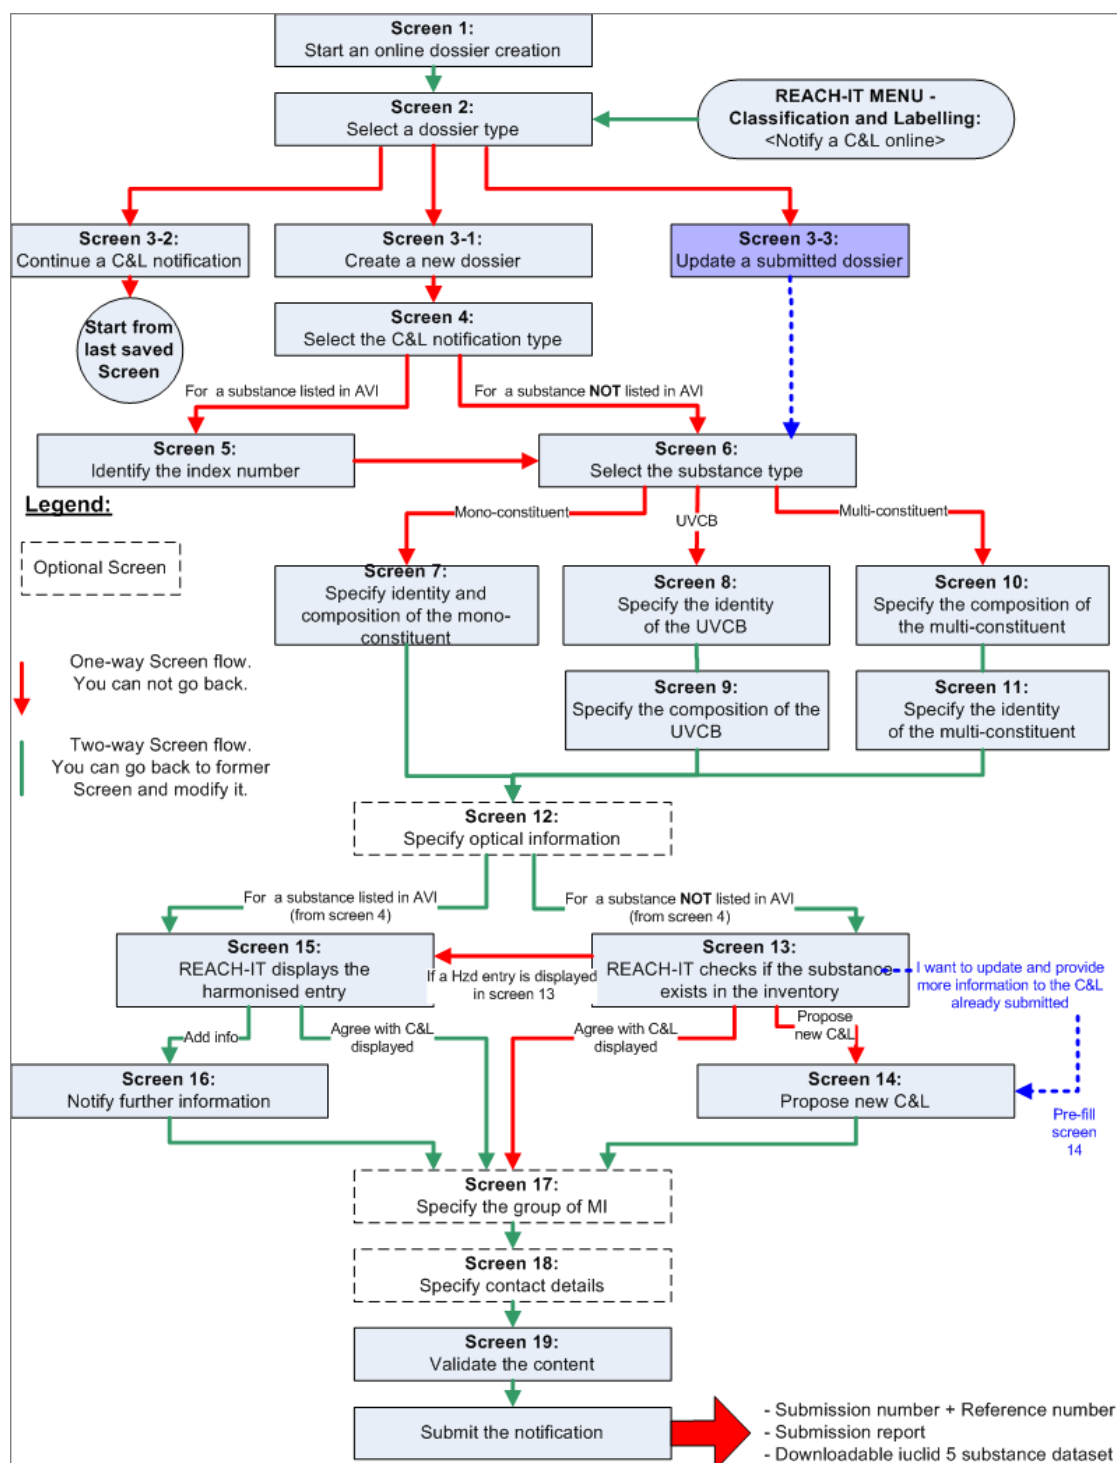 Screen 1:
Start an online dossier creation
Screen 2:
Select a dossier type
REACH-IT MENU -
Classification and Labelling:
<Notify a C&L online>
Screen 3-2:
Continue a C&L notification
Screen 3-1:
Create a new dossier
Screen 3-3:
Update a submitted dossier
Start from
last saved
Screen
Screen 4:
Select the C&L notification type
For a substance listed in AVI
For a substance NOT listed in AVI
Screen 5:
Identify the index number
Screen 6:
Select the substance type
Legend:
Optional Screen
One-way Screen flow.
You can not go back.
Two-way Screen flow.
You can go back to former
Screen and modify it.
Mono-constituent
UVCB
Multi-constituent
Screen 7:
Specify identity and
composition of the mono-
constituent
Screen 8:
Specify the identity
of the UVCB
Screen 10:
Specify the composition of
the multi-constituent
Screen 9:
Specify the composition of the
UVCB
Screen 11:
Specify the identity
of the multi-constituent
Screen 12:
Specify optical information
For a substance listed in AVI
(from screen 4)
For a substance NOT listed in AVI
(from screen 4)
Screen 15:
REACH-IT displays the
harmonised entry
If a Hzd entry is displayed
in screen 13
Screen 13:
REACH-IT checks if the substance
exists in the inventory
I want to update and provide
more information to the C&L
already submitted
Add info
Agree with C&L
displayed
Agree with C&L
displayed
Propose
new C&L
Screen 16:
Notify further information
Screen 14:
Propose new C&L
Pre-fill
screen
14
Screen 17:
Specify the group of MI
Screen 18:
Specify contact details
Screen 19:
Validate the content
Submit the notification
- Submission number + Reference number
- Submission report
- Downloadable iuclid 5 substance dataset